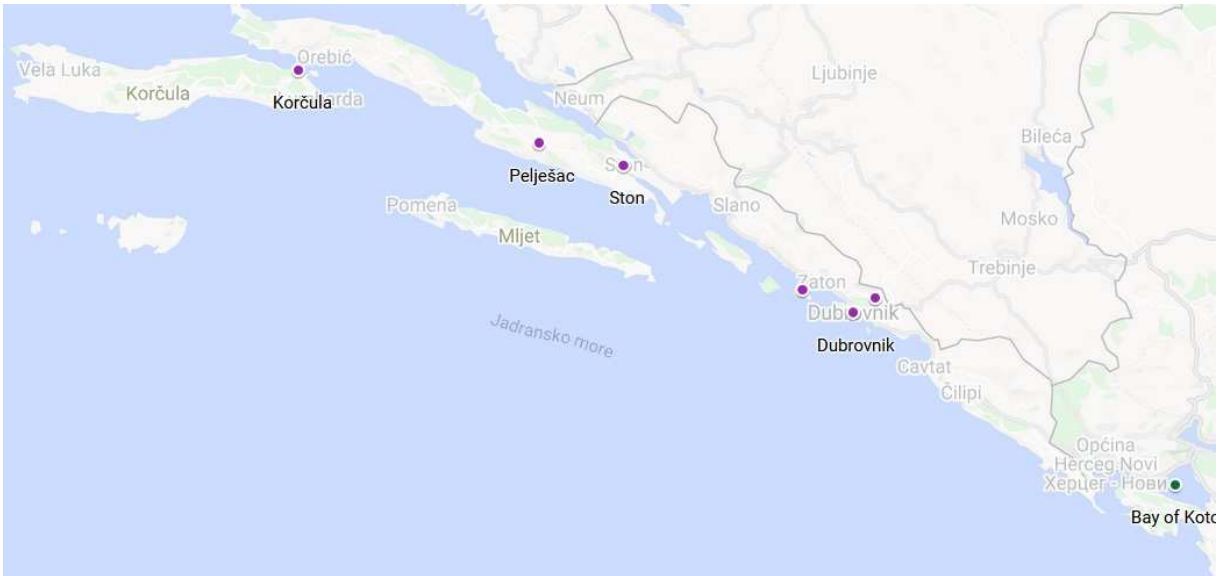 Vela Luka
Korčula
Orebić
Korčula
Neum
Ljubinje
Bileća
Pelješac
Ston
Pomena
Mljet
Slano
Mosko
Trebinje
Zaton
Dubrovnik
Dubrovnik
Jadransko more
Cavtat
Čilipi
Općina
Herceg Novi
Херцег - Нови
Bay of Koto